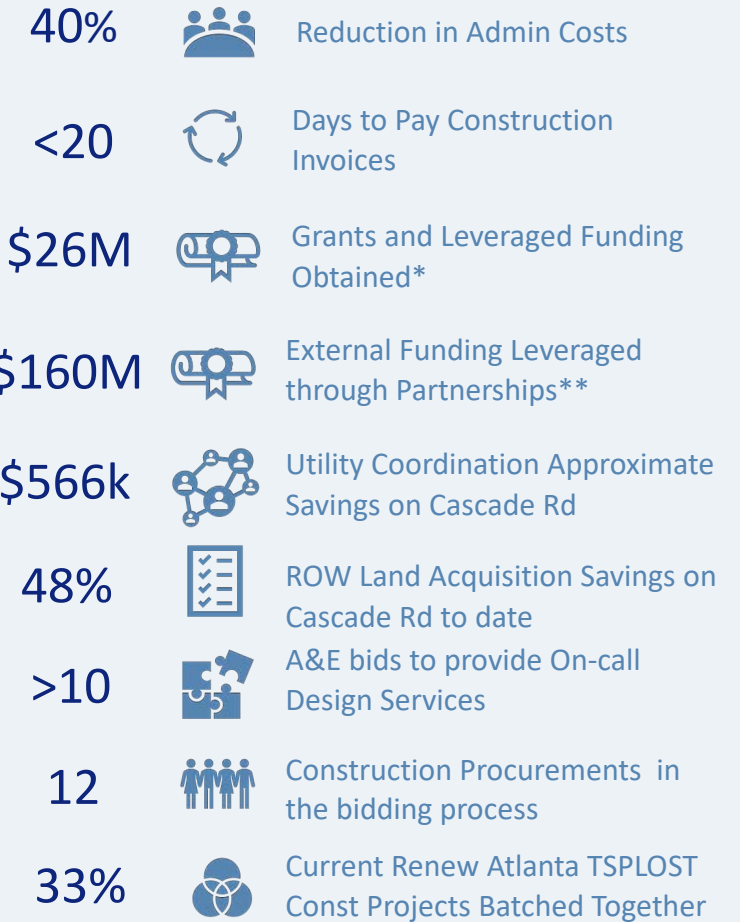 40%
Reduction in Admin Costs
<20
Days to Pay Construction
Invoices
$26M
Grants and Leveraged Funding
Obtained*
$160M
External Funding Leveraged
through Partnerships**
$566k
Utility Coordination Approximate
Savings on Cascade Rd
48%
ROW Land Acquisition Savings on
Cascade Rd to date
>10
A&E bids to provide On-call
Design Services
12
Construction Procurements in
the bidding process
33%
Current Renew Atlanta TSPLOST
Const Projects Batched Together